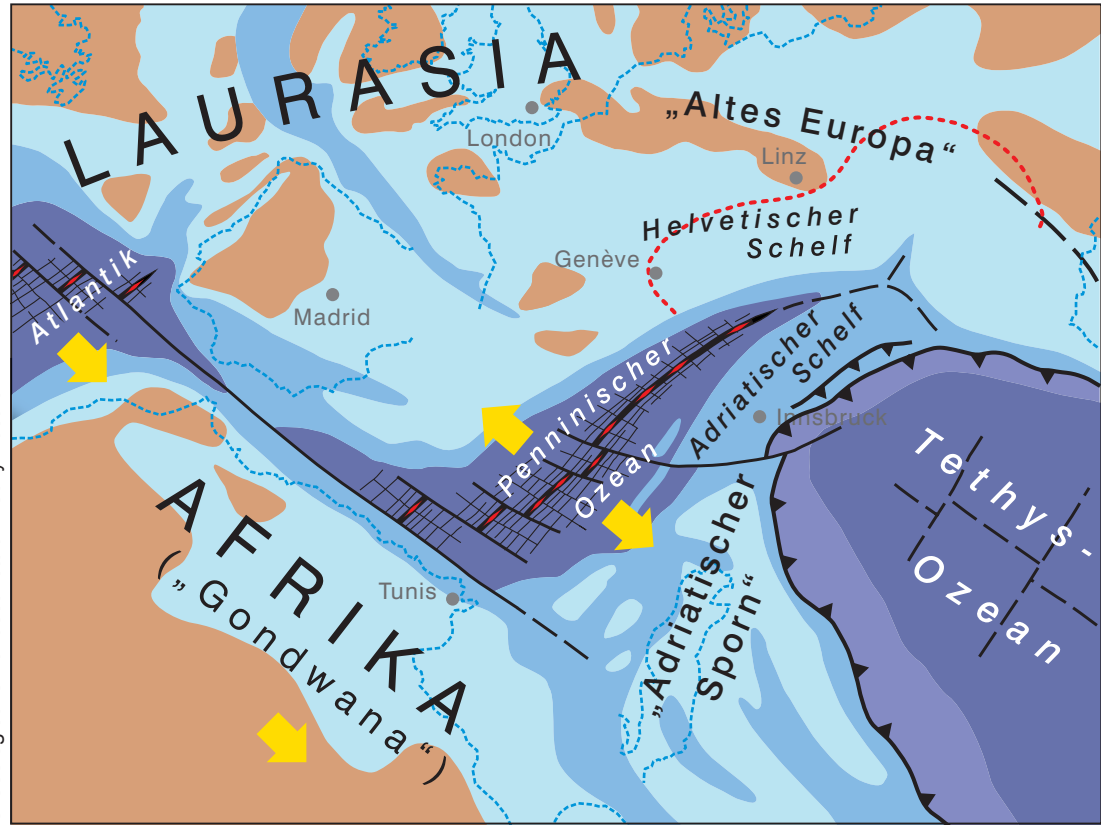 LAURASIA
London
„Altes Europa“
Linz
Helvetischer
Schelf
Genève
Atlantik
Madrid
Penninischer
Ozean
Adriatischer
Schelf
Innsbruck
Tethys-
Ozean
AFRIKA
(„Gondwana“)
Tunis
„Adriatischer
Sporn“